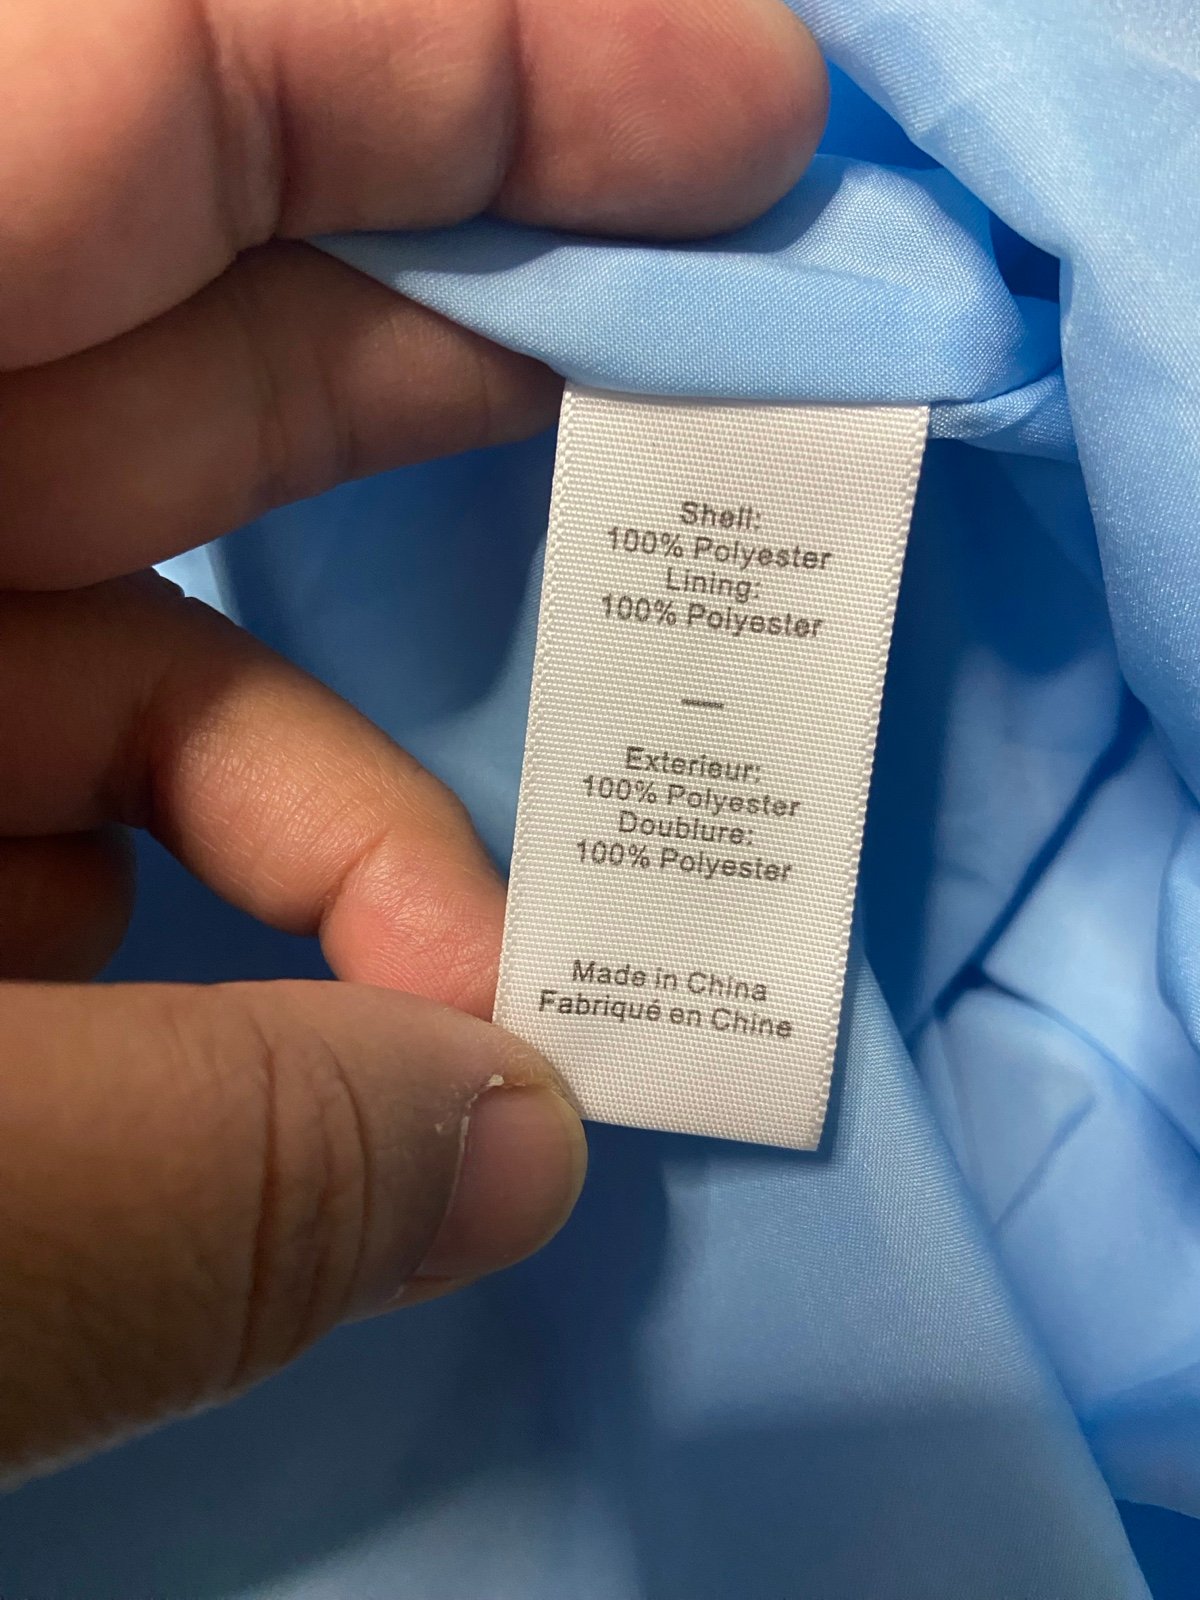 Shell:
100% Polyester
Lining:
100% Polyester
—
Exterieur:
100% Polyester
Doublure:
100% Polyester
Made in China
Fabriqué en Chine